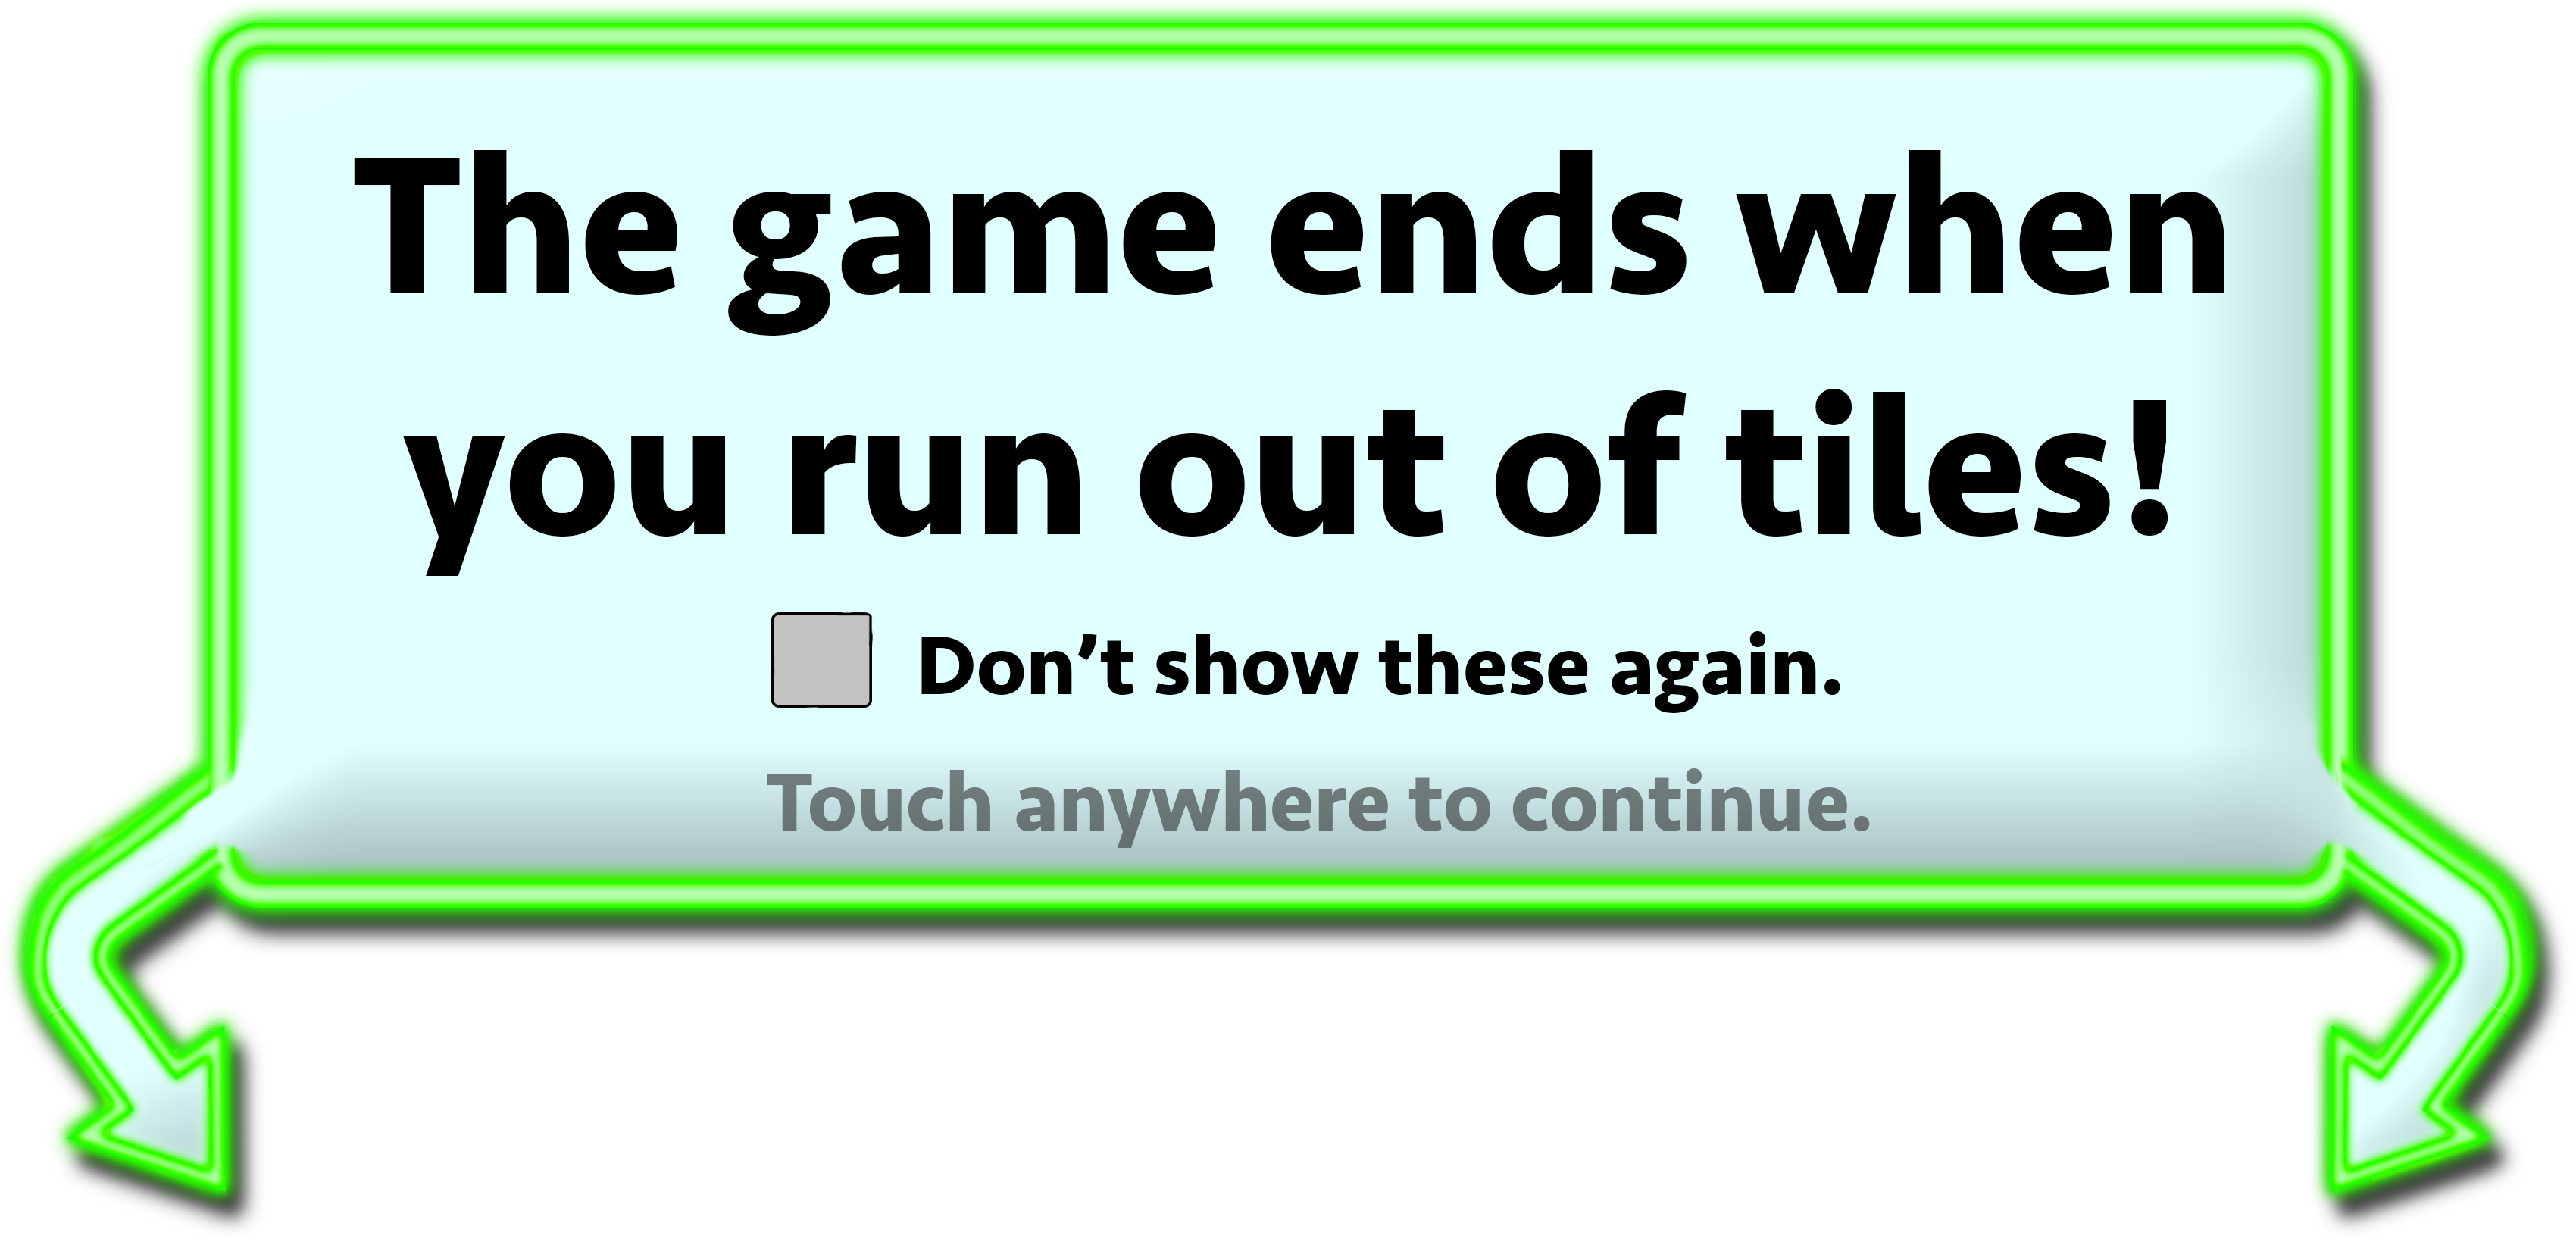 The game ends when
you run out of tiles!
Don’t show these again.
Touch anywhere to continue.